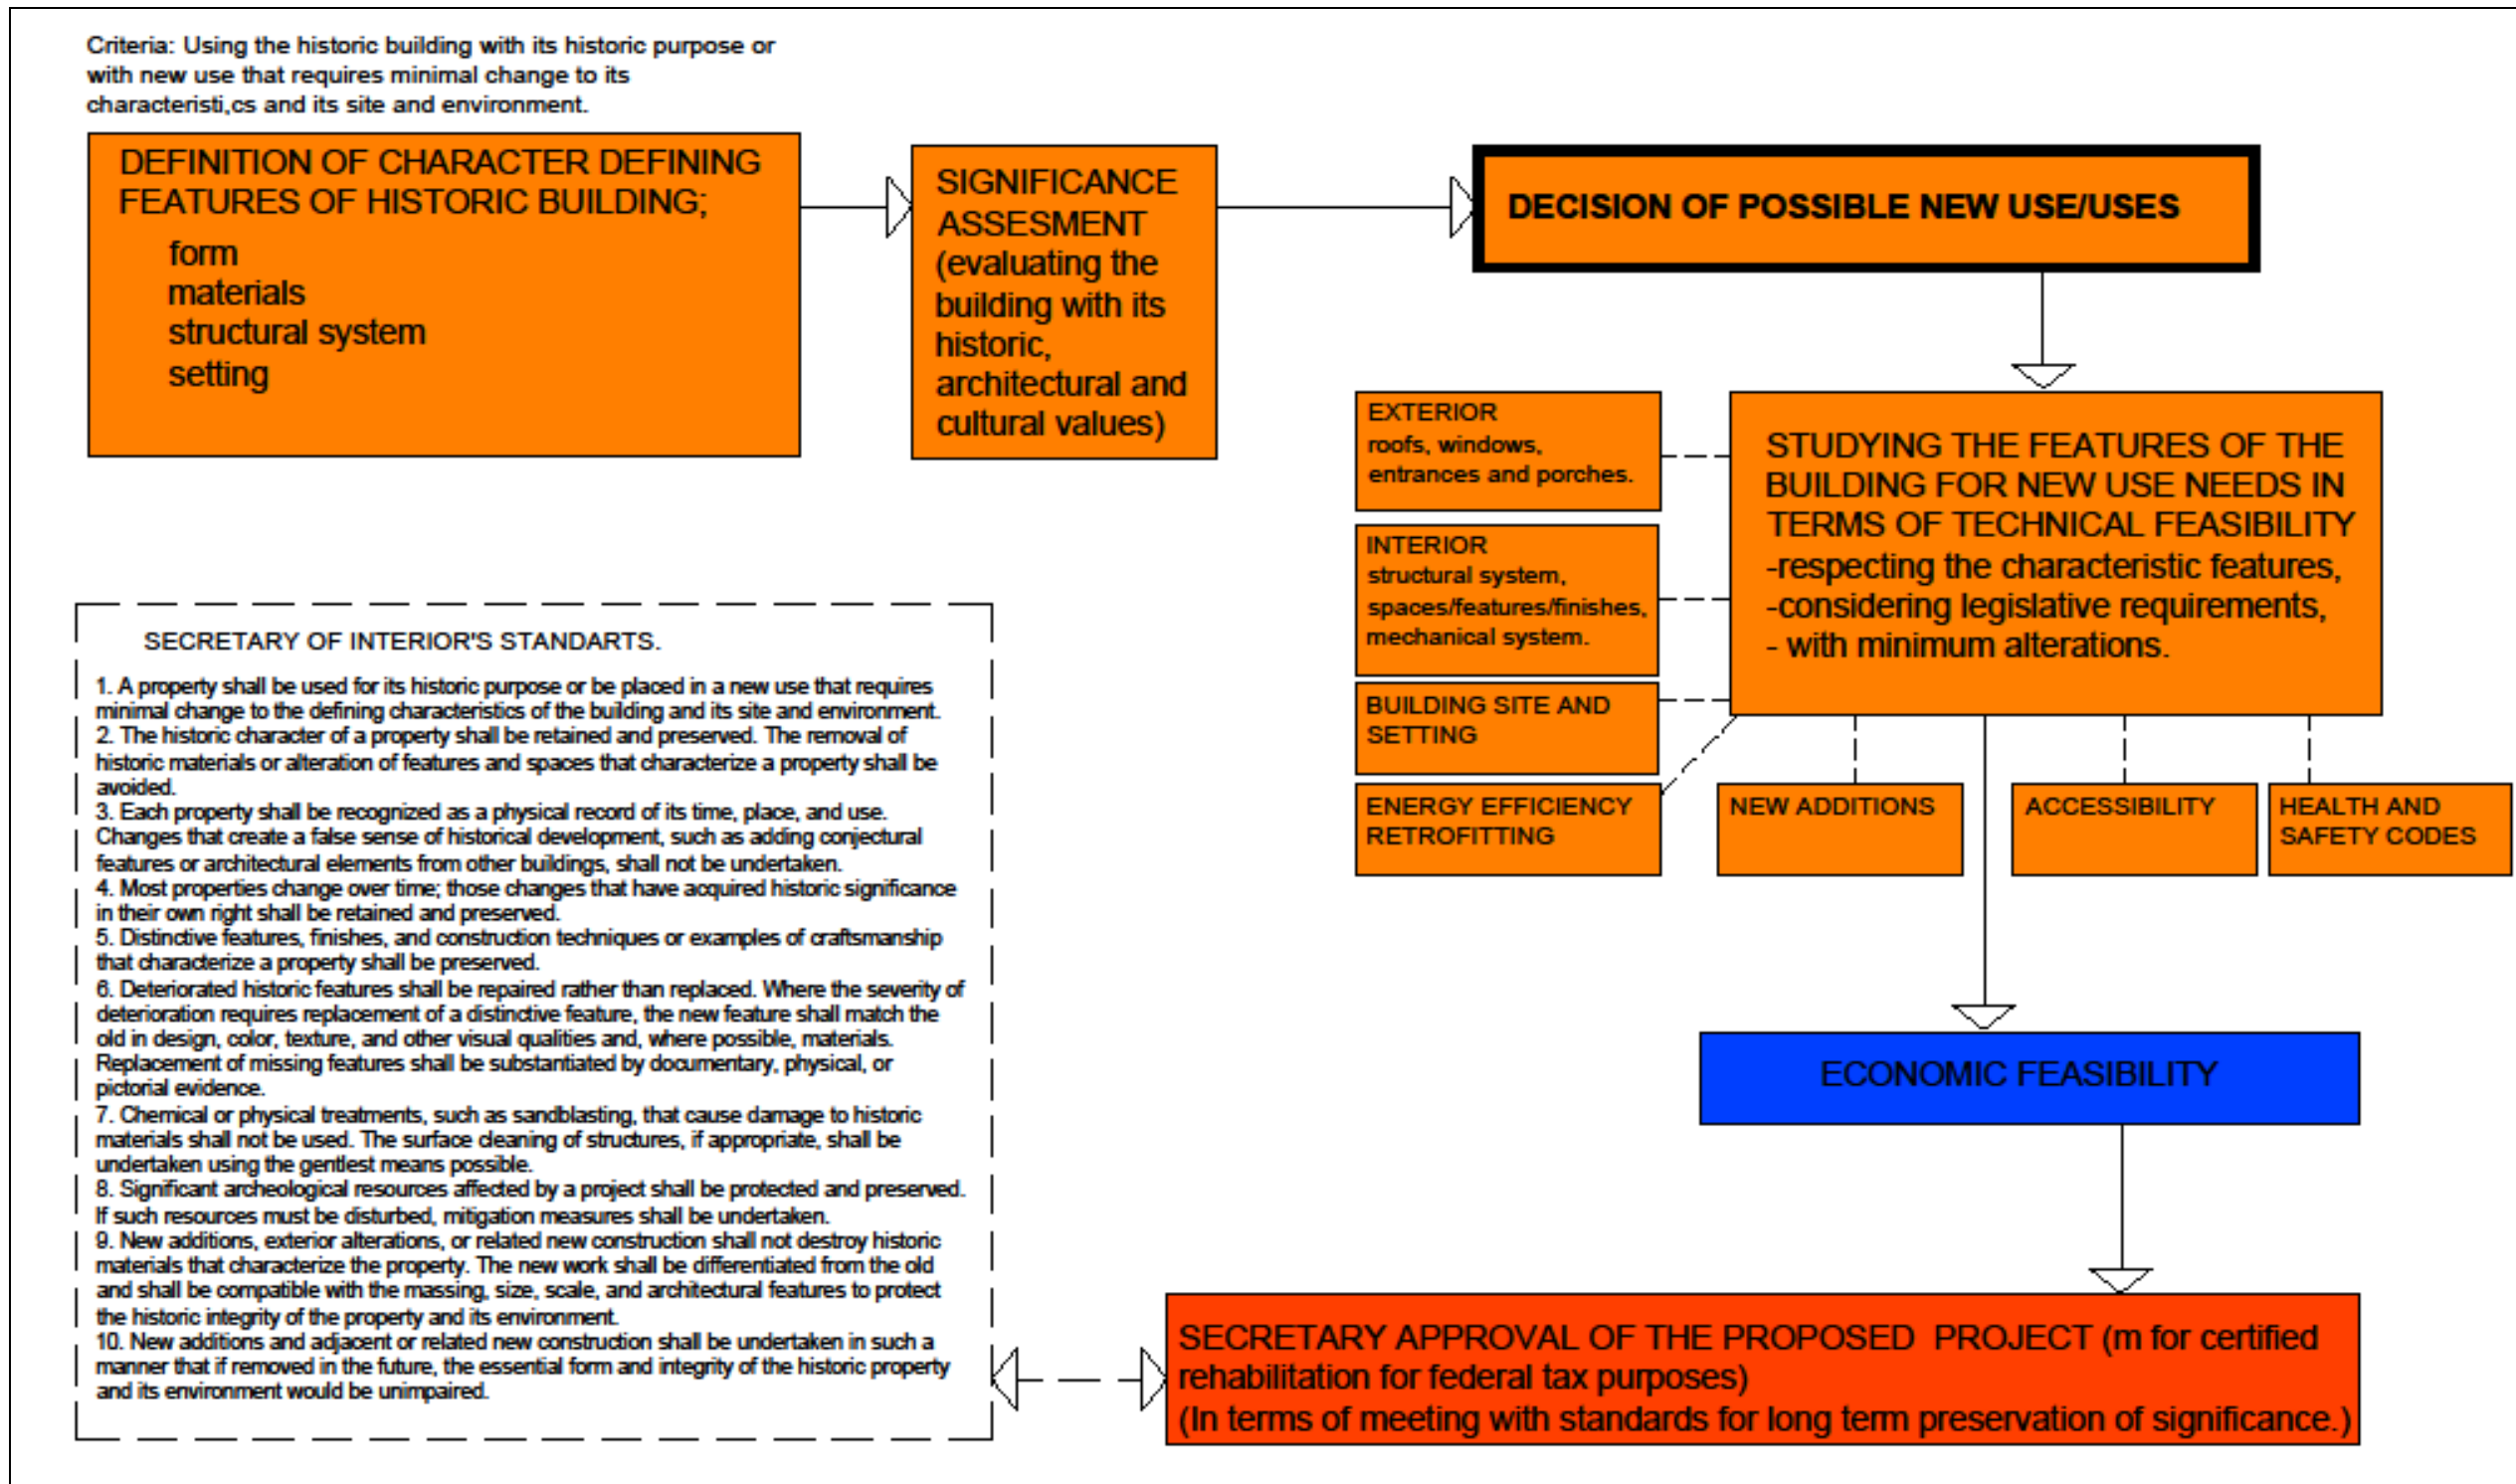 Criteria: Using the historic building with its historic purpose or
with new use that requires minimal change to its
characteristi,cs and its site and environment.
DEFINITION OF CHARACTER DEFINING
FEATURES OF HISTORIC BUILDING;
form
materials
structural system
setting
SIGNIFICANCE
ASSESMENT
(evaluating the
building with its
historic,
architectural and
cultural values)
DECISION OF POSSIBLE NEW USE/USES
EXTERIOR
roofs, windows,
entrances and porches.
INTERIOR
structural system,
spaces/features/finishes,
mechanical system.
BUILDING SITE AND
SETTING
ENERGY EFFICIENCY
RETROFITTING
STUDYING THE FEATURES OF THE
BUILDING FOR NEW USE NEEDS IN
TERMS OF TECHNICAL FEASIBILITY
-respecting the characteristic features,
-considering legislative requirements,
- with minimum alterations.
NEW ADDITIONS
ACCESSIBILITY
HEALTH AND
SAFETY CODES
SECRETARY OF INTERIOR'S STANDARTS.
1. A property shall be used for its historic purpose or be placed in a new use that requires
minimal change to the defining characteristics of the building and its site and environment.
2. The historic character of a property shall be retained and preserved. The removal of
historic materials or alteration of features and spaces that characterize a property shall be
avoided.
3. Each property shall be recognized as a physical record of its time, place, and use.
Changes that create a false sense of historical development, such as adding conjectural
features or architectural elements from other buildings, shall not be undertaken.
4. Most properties change over time; those changes that have acquired historic significance
in their own right shall be retained and preserved.
5. Distinctive features, finishes, and construction techniques or examples of craftsmanship
that characterize a property shall be preserved.
6. Deteriorated historic features shall be repaired rather than replaced. Where the severity of
deterioration requires replacement of a distinctive feature, the new feature shall match the
old in design, color, texture, and other visual qualities and, where possible, materials.
Replacement of missing features shall be substantiated by documentary, physical, or
pictorial evidence.
7. Chemical or physical treatments, such as sandblasting, that cause damage to historic
materials shall not be used. The surface cleaning of structures, if appropriate, shall be
undertaken using the gentlest means possible.
8. Significant archeological resources affected by a project shall be protected and preserved.
If such resources must be disturbed, mitigation measures shall be undertaken.
9. New additions, exterior alterations, or related new construction shall not destroy historic
materials that characterize the property. The new work shall be differentiated from the old
and shall be compatible with the massing, size, scale, and architectural features to protect
the historic integrity of the property and its environment.
10. New additions and adjacent or related new construction shall be undertaken in such a
manner that if removed in the future, the essential form and integrity of the historic property
and its environment would be unimpaired.
ECONOMIC FEASIBILITY
SECRETARY APPROVAL OF THE PROPOSED PROJECT (m for certified
rehabilitation for federal tax purposes)
(In terms of meeting with standards for long term preservation of significance.)